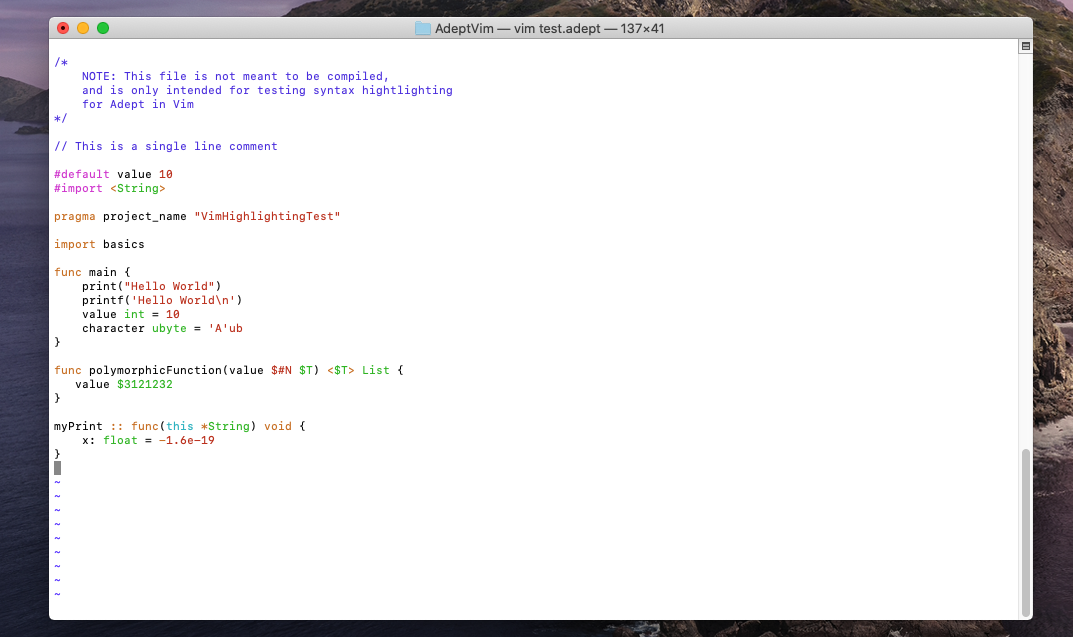 AdeptVim — vim test.adept — 137×41
/*
    NOTE: This file is not meant to be compiled,
    and is only intended for testing syntax hightlighting
    for Adept in Vim
*/
// This is a single line comment
#default value 10
#import <String>
pragma project_name "VimHighlightingTest"
import basics
func main {
    print("Hello World")
    printf('Hello World\n')
    value int = 10
    character ubyte = 'A'ub
}
func polymorphicFunction(value $#N $T) <$T> List {
   value $3121232
}
myPrint :: func(this *String) void {
    x: float = -1.6e-19
}
~
~
~
~
~
~
~
~
~